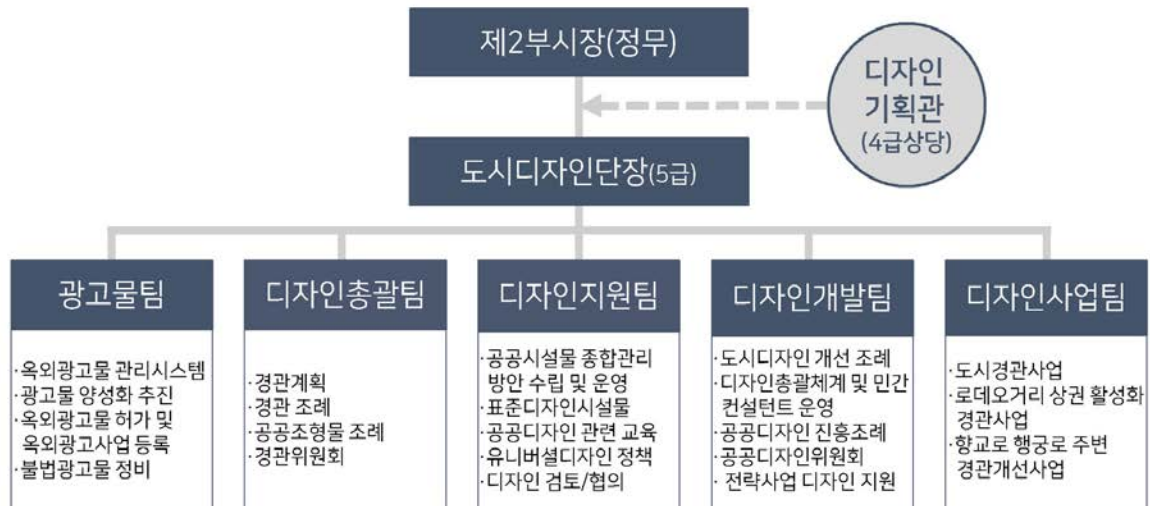 제2부시장(정무)
디자인
기획관
(4급상당)
도시디자인단장(5급)
광고물팀
·옥외광고물 관리시스템
·광고물 양성화 추진
·옥외광고물 허가 및
옥외광고사업 등록
·불법광고물 정비
디자인총괄팀
·경관계획
·경관 조례
·공공조형물 조례
·경관위원회
디자인지원팀
·공공시설물 종합관리
방안 수립 및 운영
·표준디자인시설물
·공공디자인 관련 교육
·유니버셜디자인 정책
·디자인 검토/협의
디자인개발팀
·도시디자인 개선 조례
·디자인총괄체계 및 민간
컨설턴트 운영
·공공디자인 진흥조례
·공공디자인위원회
· 전략사업 디자인 지원
디자인사업팀
·도시경관사업
·로데오거리 상권 활성화
경관사업
·향교로 행궁로 주변
경관개선사업